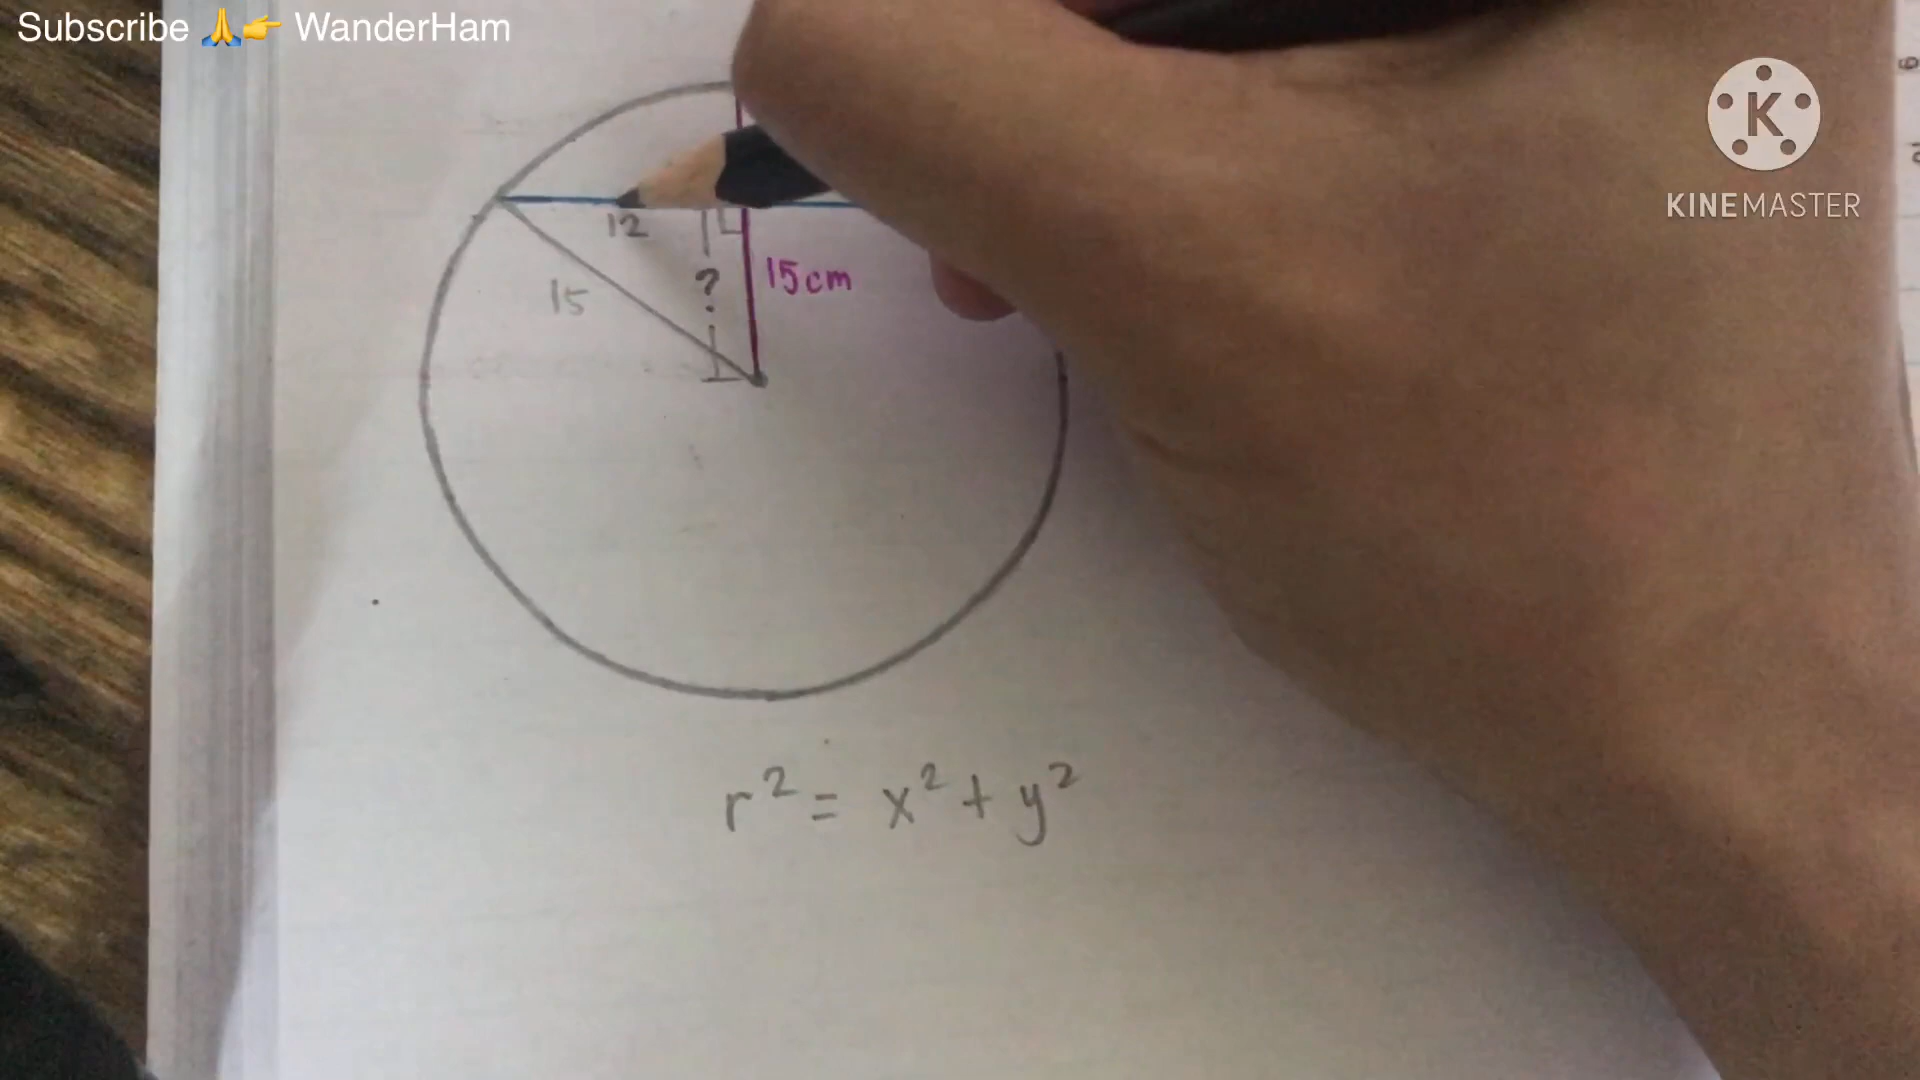 Subscribe 🙏👉 WanderHam
K
KINEMASTER
12
15
?
15cm
r² = x² + y²